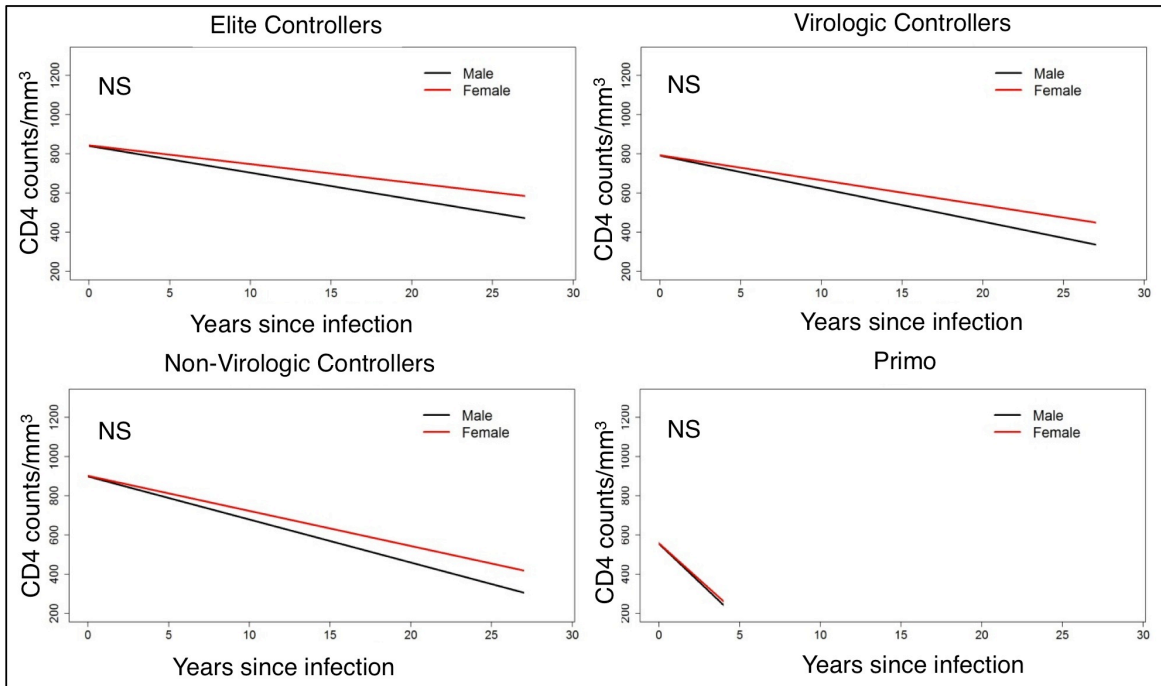 Elite Controllers
CD4 counts/mm³
1200
1000
800
600
400
200
NS
Male
Female
0 5 10 15 20 25 30
Years since infection
Virologic Controllers
CD4 counts/mm³
1200
1000
800
600
400
200
NS
Male
Female
0 5 10 15 20 25 30
Years since infection
Non-Virologic Controllers
CD4 counts/mm³
1200
1000
800
600
400
200
NS
Male
Female
0 5 10 15 20 25 30
Years since infection
Primo
CD4 counts/mm³
1200
1000
800
600
400
200
NS
Male
Female
0 5 10 15 20 25 30
Years since infection